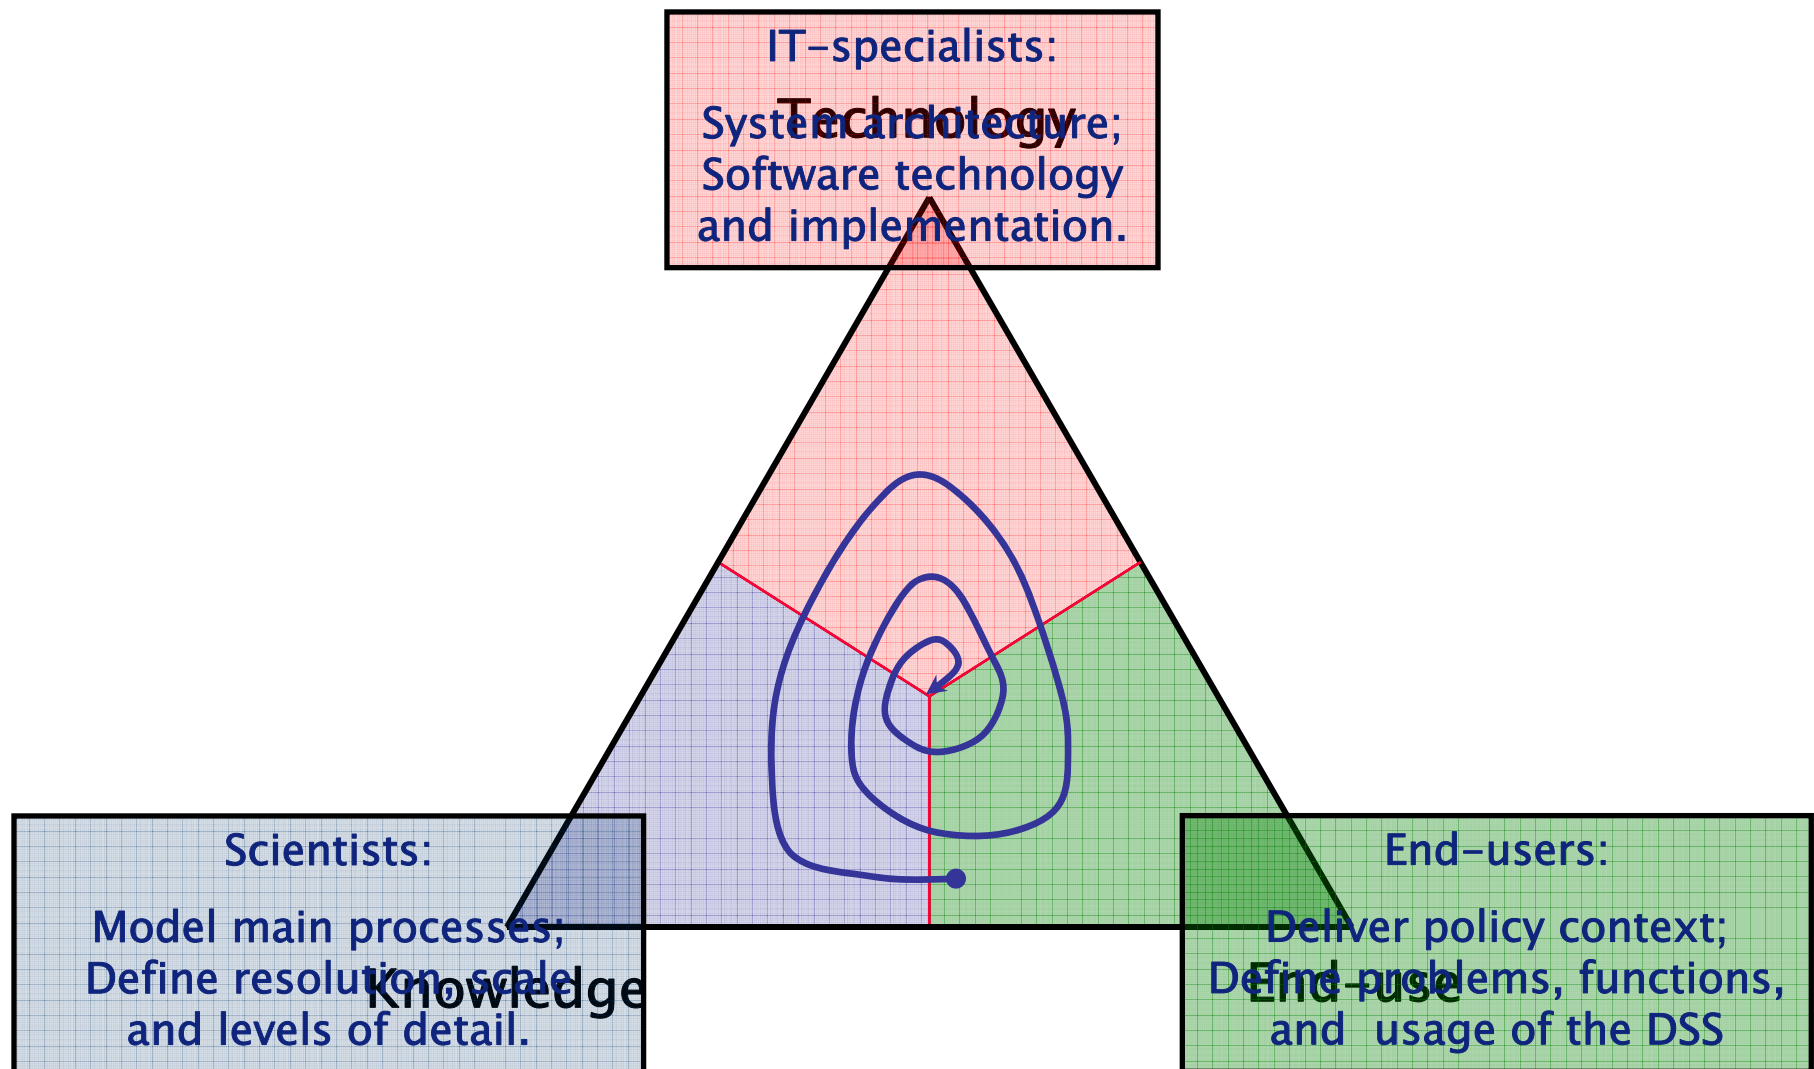 IT-specialists:
Technology
System architecture;
Software technology
and implementation.
Scientists:
Model main processes;
Define resolution, scale
and levels of detail.
Knowledge
End-users:
Deliver policy context;
Define problems, functions,
and usage of the DSS
End-use